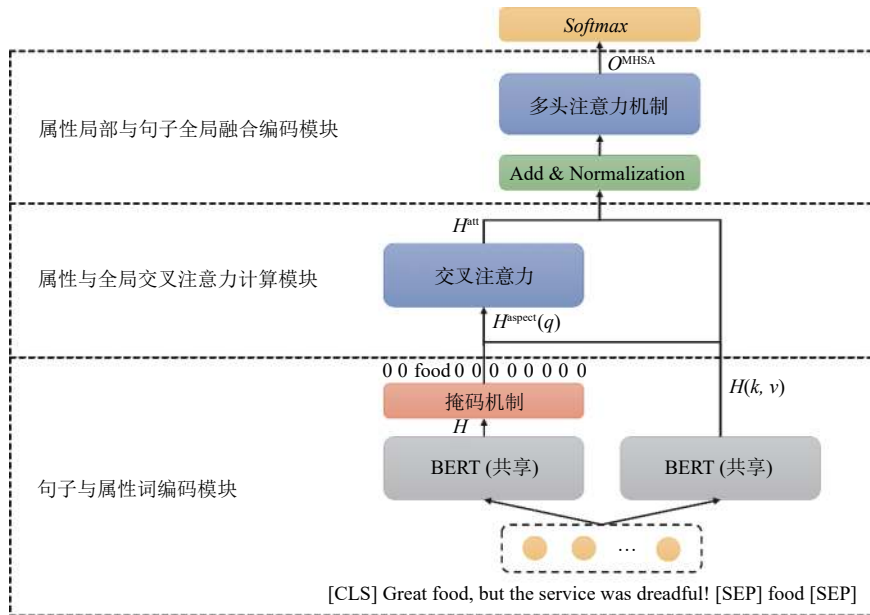 Softmax
O^MHSA
多头注意力机制
属性局部与句子全局融合编码模块
Add & Normalization
H^att
交叉注意力
属性与全局交叉注意力计算模块
H^aspect(q)
0 0 food 0 0 0 0 0 0 0 0
掩码机制
H(k, v)
H
BERT (共享)
BERT (共享)
句子与属性词编码模块
...
[CLS] Great food, but the service was dreadful! [SEP] food [SEP]